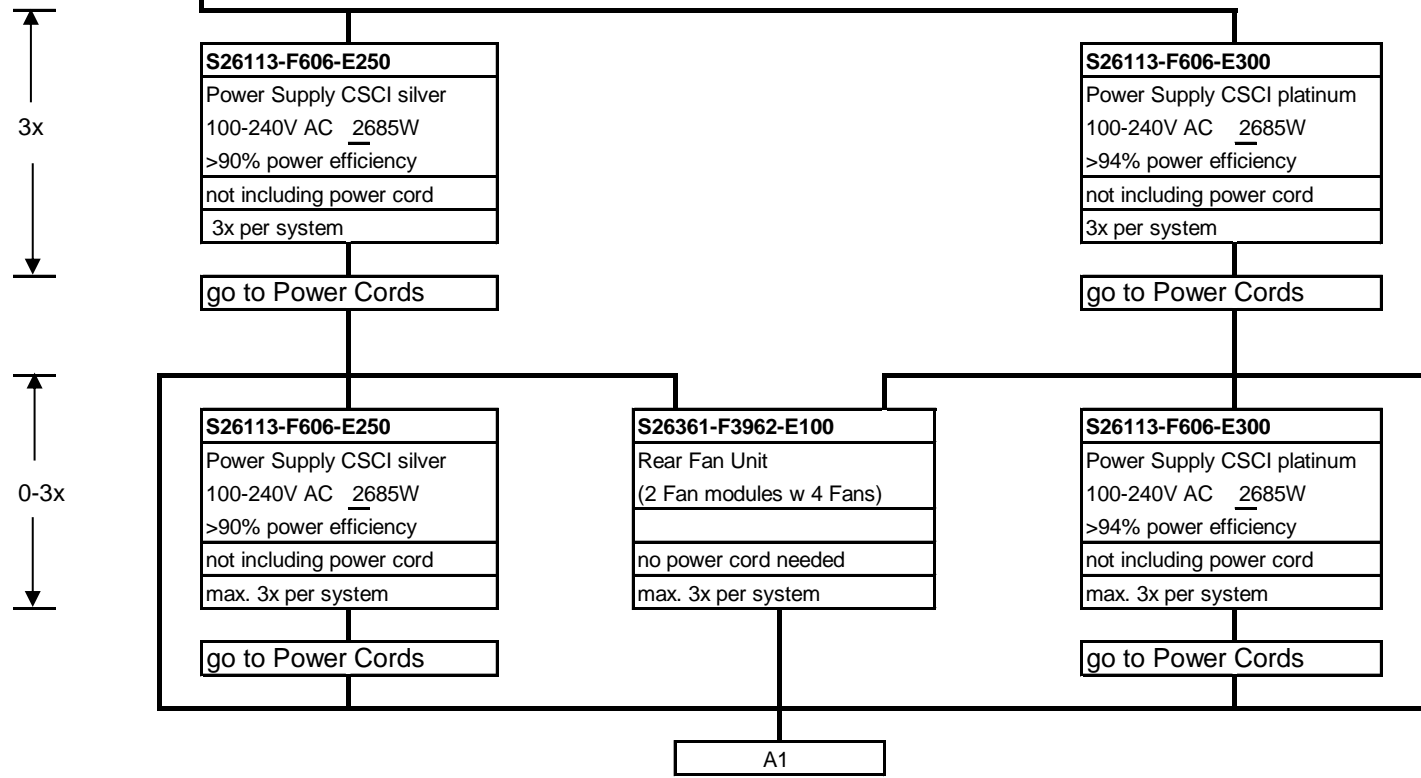 3x
S26113-F606-E250
Power Supply CSCI silver
100-240V AC 2685W
>90% power efficiency
not including power cord
3x per system
go to Power Cords
S26113-F606-E300
Power Supply CSCI platinum
100-240V AC 2685W
>94% power efficiency
not including power cord
3x per system
go to Power Cords
0-3x
S26113-F606-E250
Power Supply CSCI silver
100-240V AC 2685W
>90% power efficiency
not including power cord
max. 3x per system
go to Power Cords
S26361-F3962-E100
Rear Fan Unit
(2 Fan modules w 4 Fans)
no power cord needed
max. 3x per system
S26113-F606-E300
Power Supply CSCI platinum
100-240V AC 2685W
>94% power efficiency
not including power cord
max. 3x per system
go to Power Cords
A1